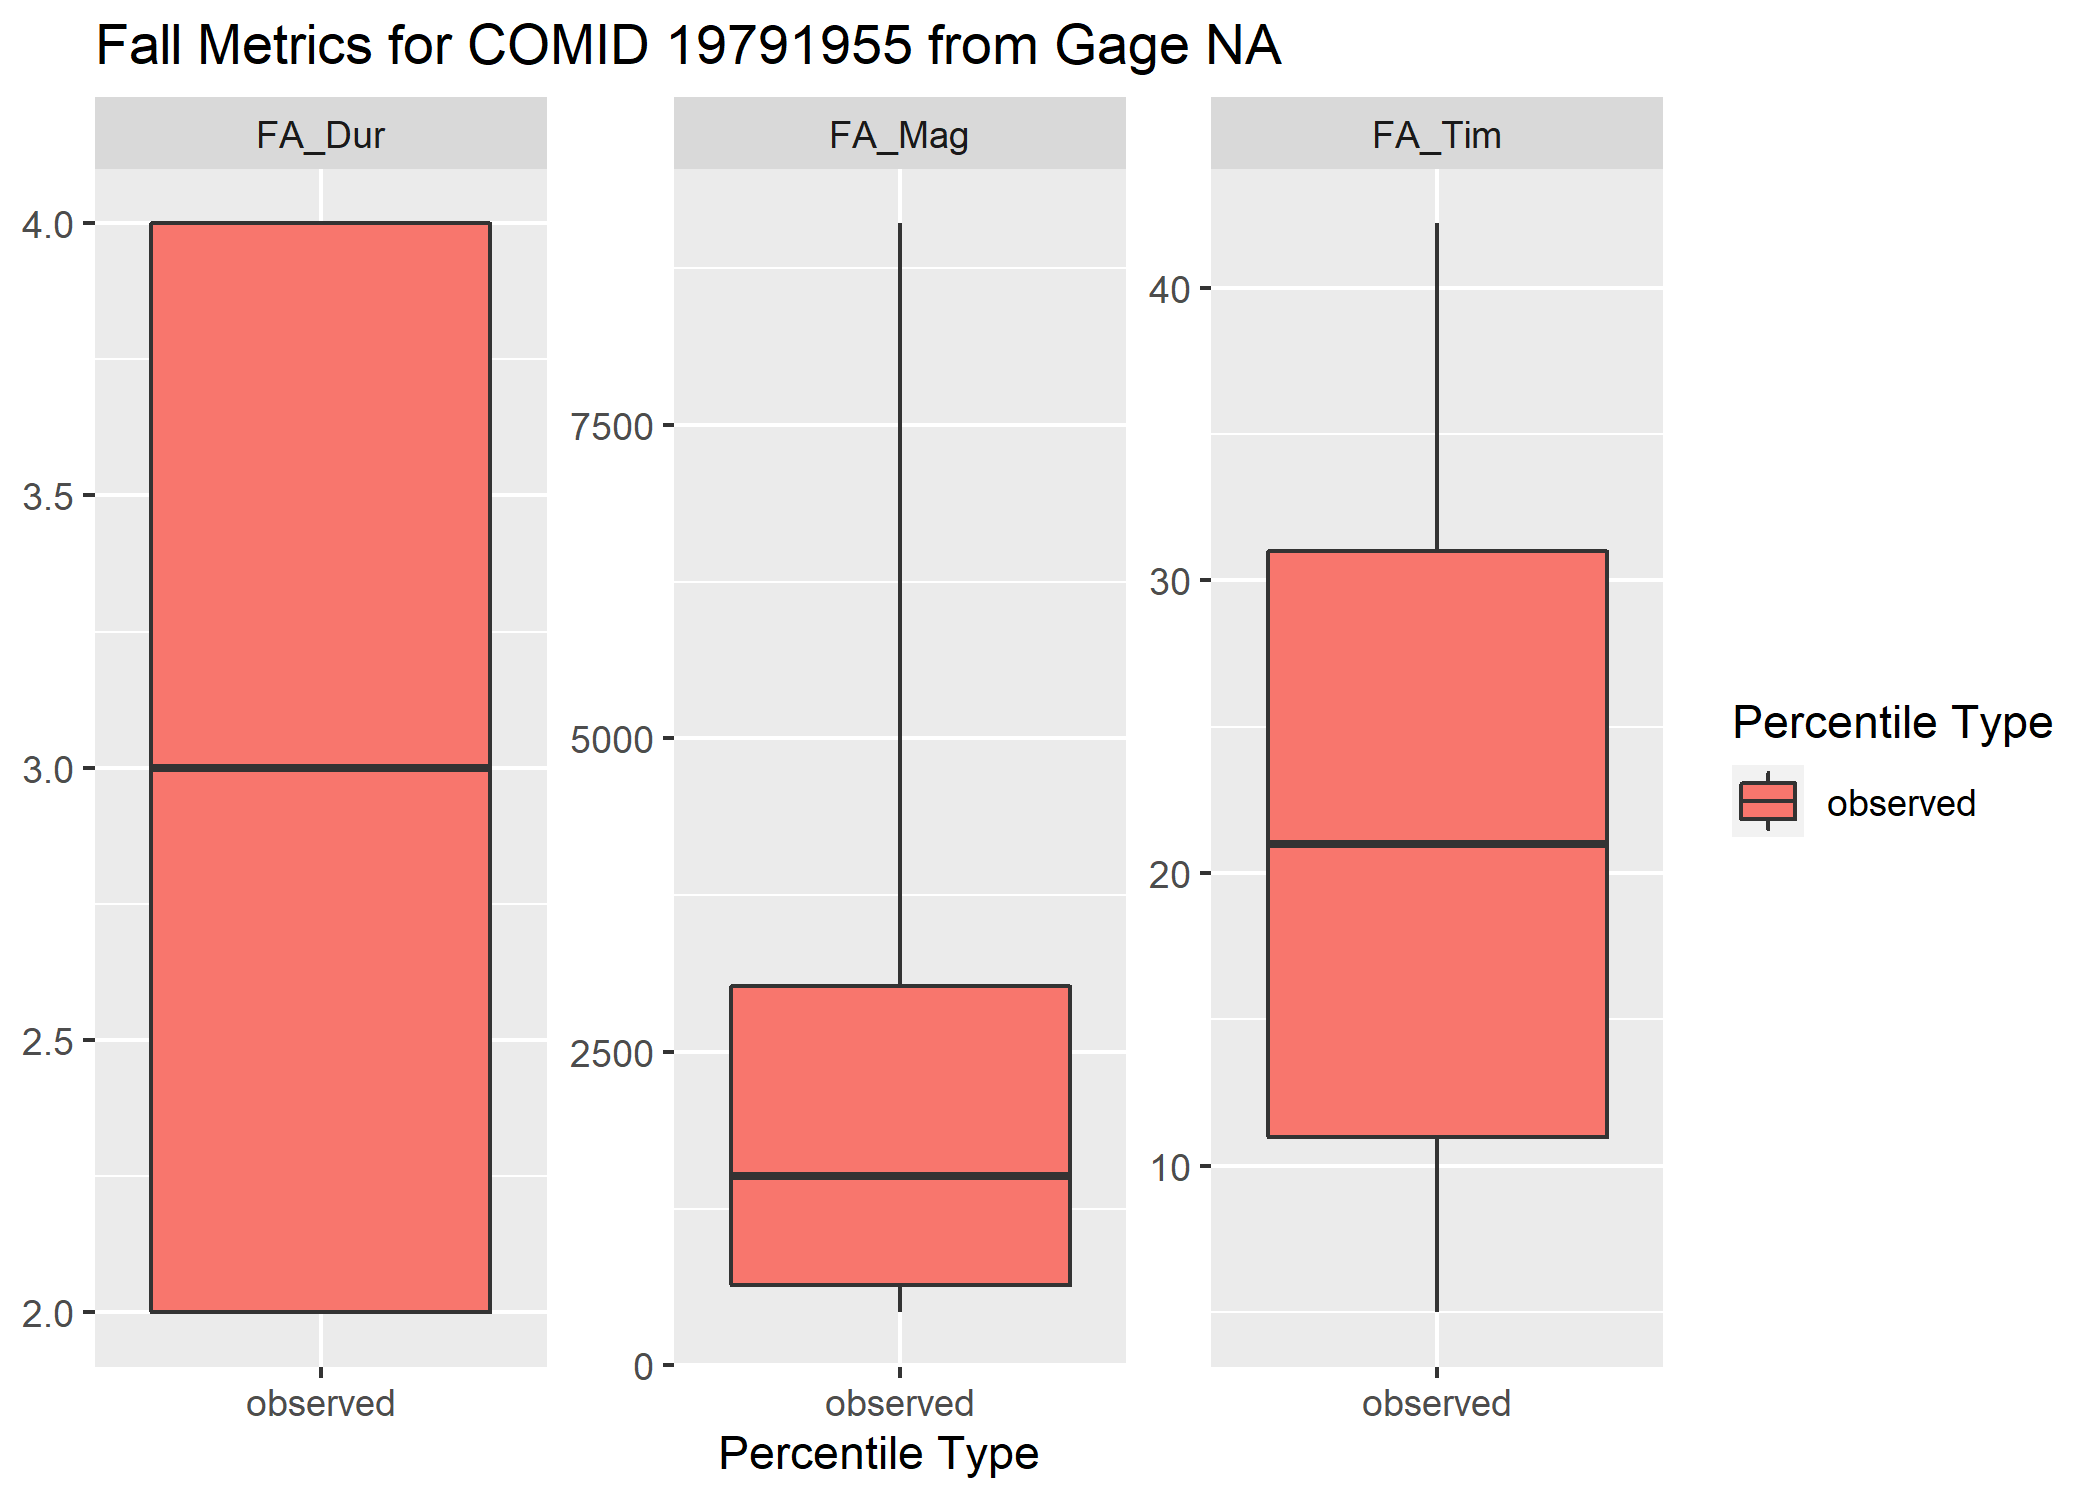 Fall Metrics for COMID 19791955 from Gage NA
FA_Dur
FA_Mag
FA_Tim
4.0
3.5
3.0
2.5
2.0
7500
5000
2500
0
40
30
20
10
observed
observed
observed
Percentile Type
Percentile Type
observed